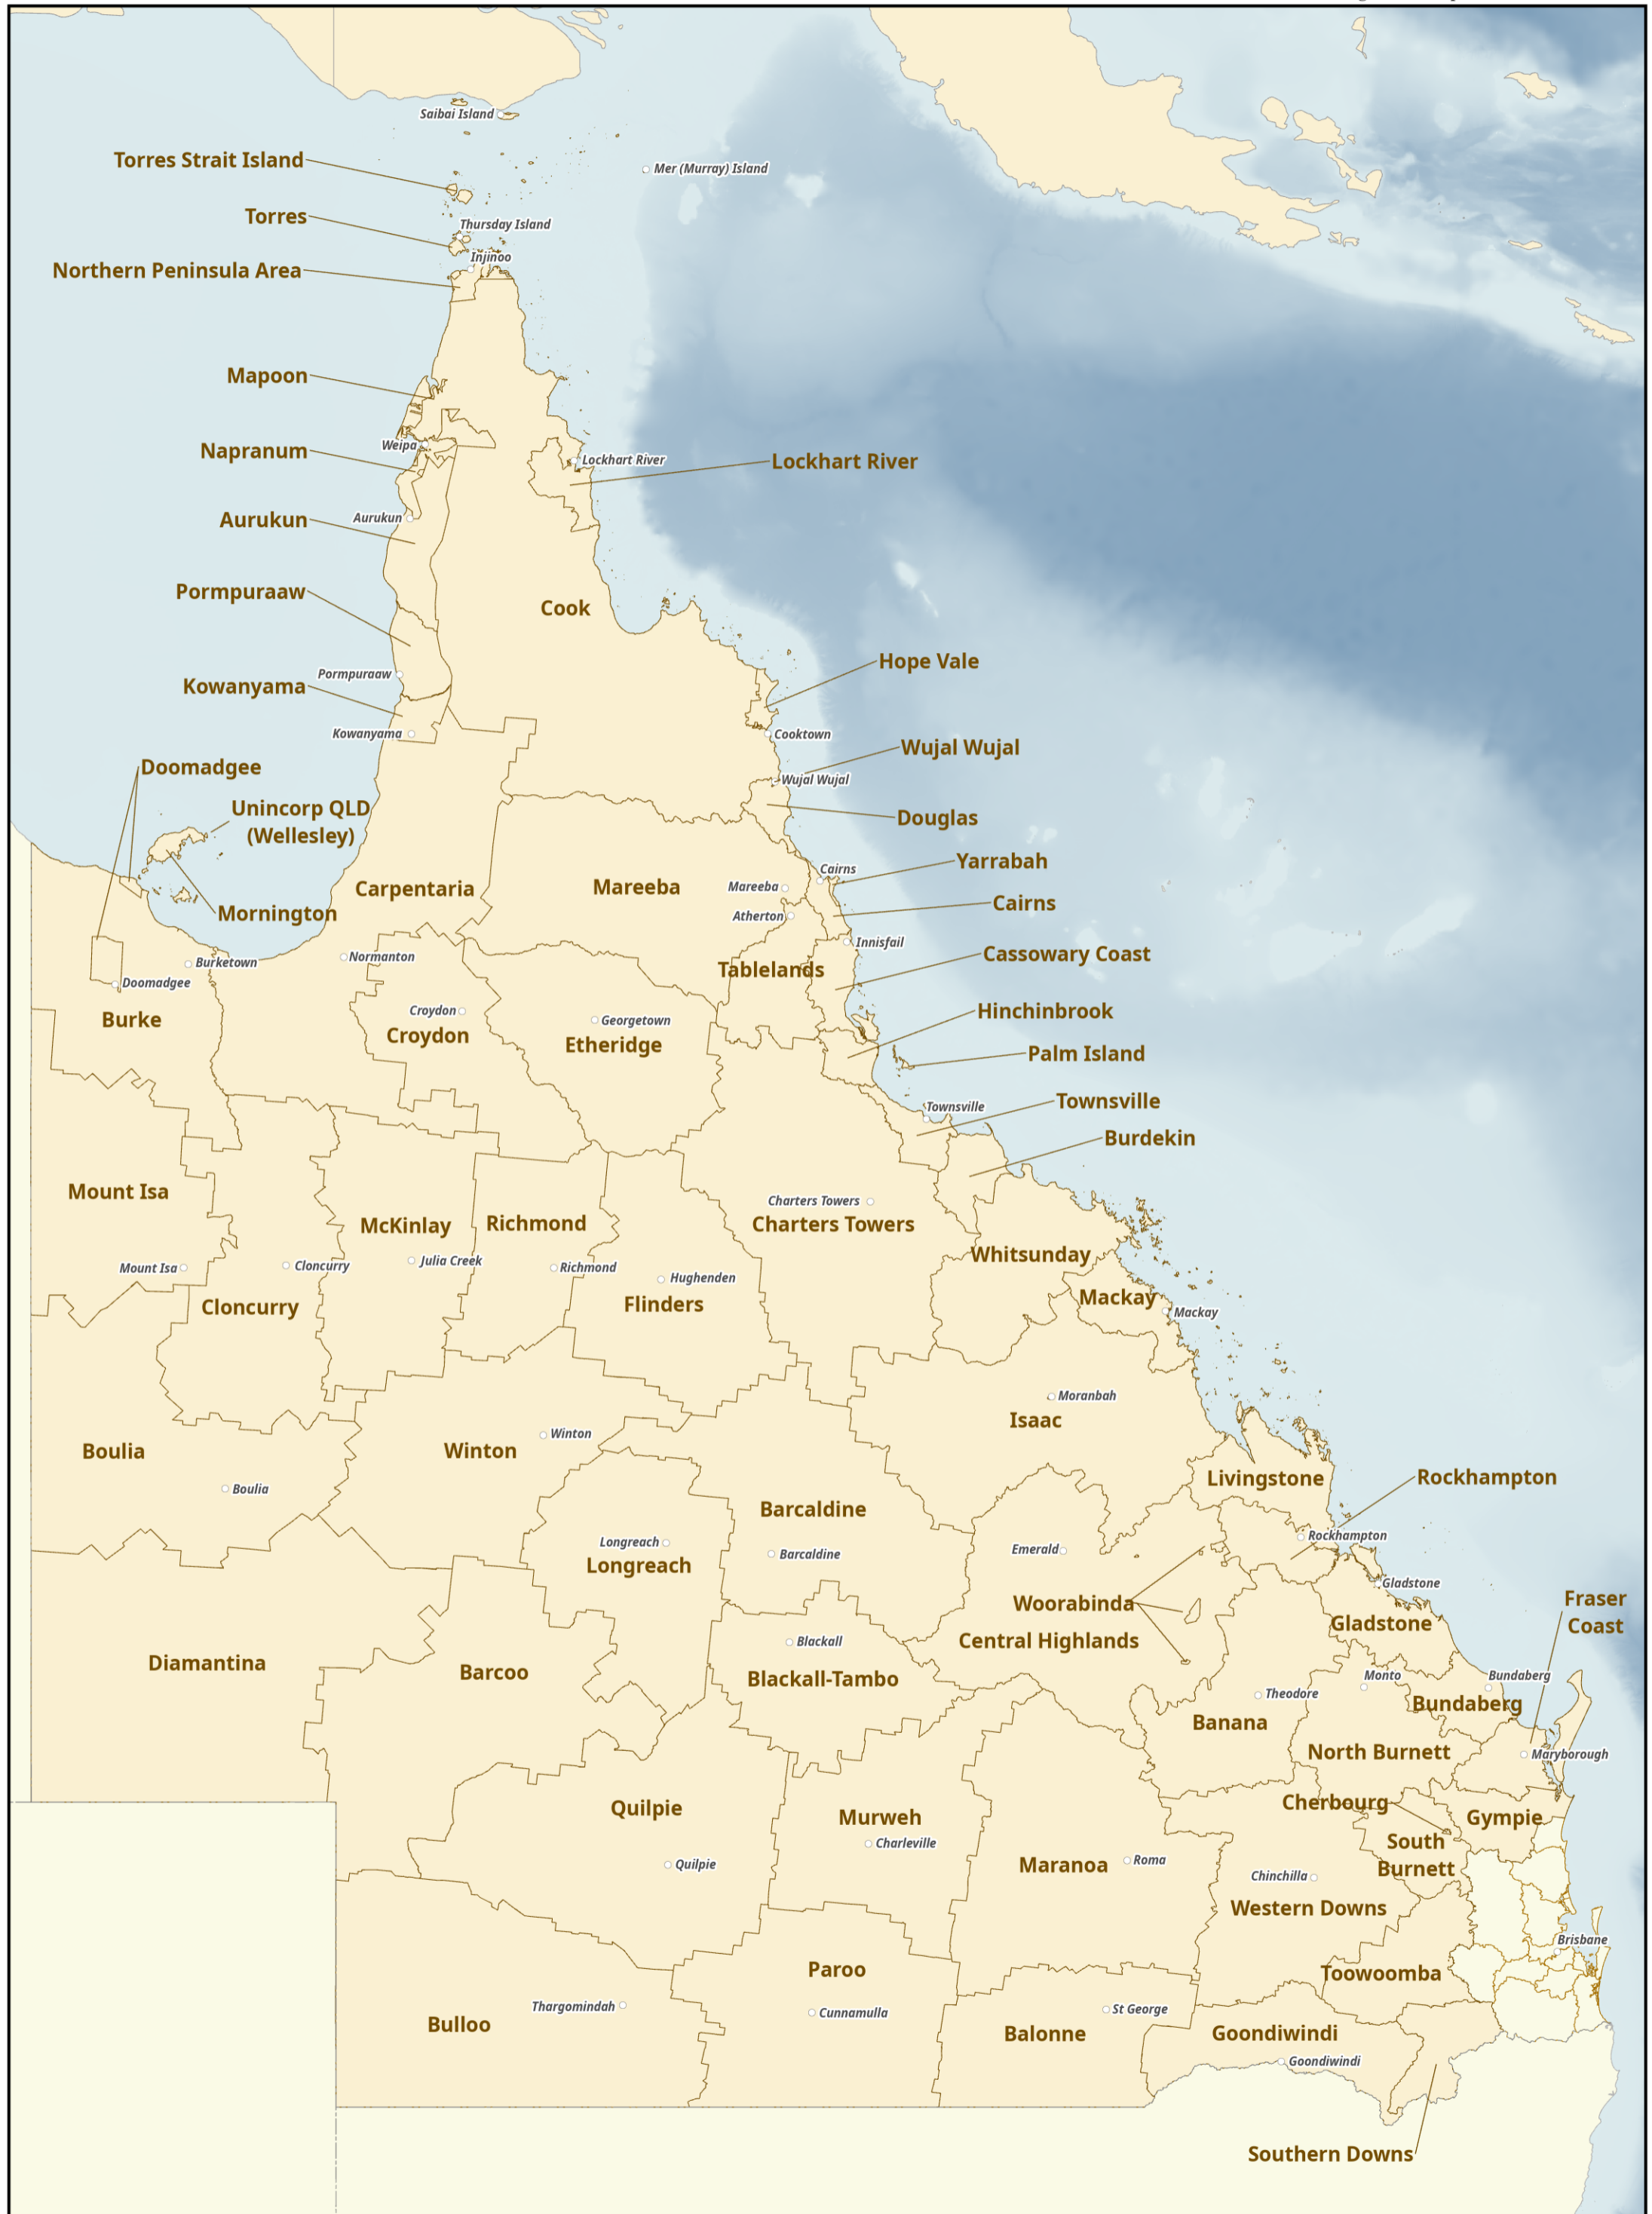 Saibai Island
Torres Strait Island
Mer (Murray) Island
Torres
Thursday Island
Injinoo
Northern Peninsula Area
Mapoon
Weipa
Napranum
Lockhart River
Lockhart River
Aurukun
Aurukun
Pormpuraaw
Cook
Hope Vale
Pormpuraaw
Kowanyama
Kowanyama
Cooktown
Wujal Wujal
Doomadgee
Wujal Wujal
Unincorp QLD
(Wellesley)
Douglas
Yarrabah
Cairns
Carpentaria
Mareeba
Mareeba
Cairns
Mornington
Atherton
Innisfail
Cassowary Coast
Normanton
Burketown
Tablelands
Doomadgee
Hinchinbrook
Burke
Croydon
Croydon
Georgetown
Etheridge
Palm Island
Townsville
Townsville
Burdekin
Mount Isa
McKinlay
Richmond
Charters Towers
Charters Towers
Whitsunday
Mount Isa
Cloncurry
Julia Creek
Richmond
Hughenden
Cloncurry
Flinders
Mackay
Mackay
Moranbah
Isaac
Boulia
Winton
Winton
Boulia
Livingstone
Rockhampton
Barcaldine
Rockhampton
Longreach
Longreach
Barcaldine
Emerald
Gladstone
Fraser
Coast
Woorabinda
Gladstone
Central Highlands
Blackall
Diamantina
Barcoo
Blackall-Tambo
Monto
Bundaberg
Theodore
Bundaberg
Banana
North Burnett
Maryborough
Quilpie
Murweh
Cherbourg
Gympie
Charleville
South
Burnett
Quilpie
Maranoa
Roma
Chinchilla
Western Downs
Brisbane
Paroo
Toowoomba
Thargomindah
Bulloo
Cunnamulla
St George
Balonne
Goondiwindi
Goondiwindi
Southern Downs